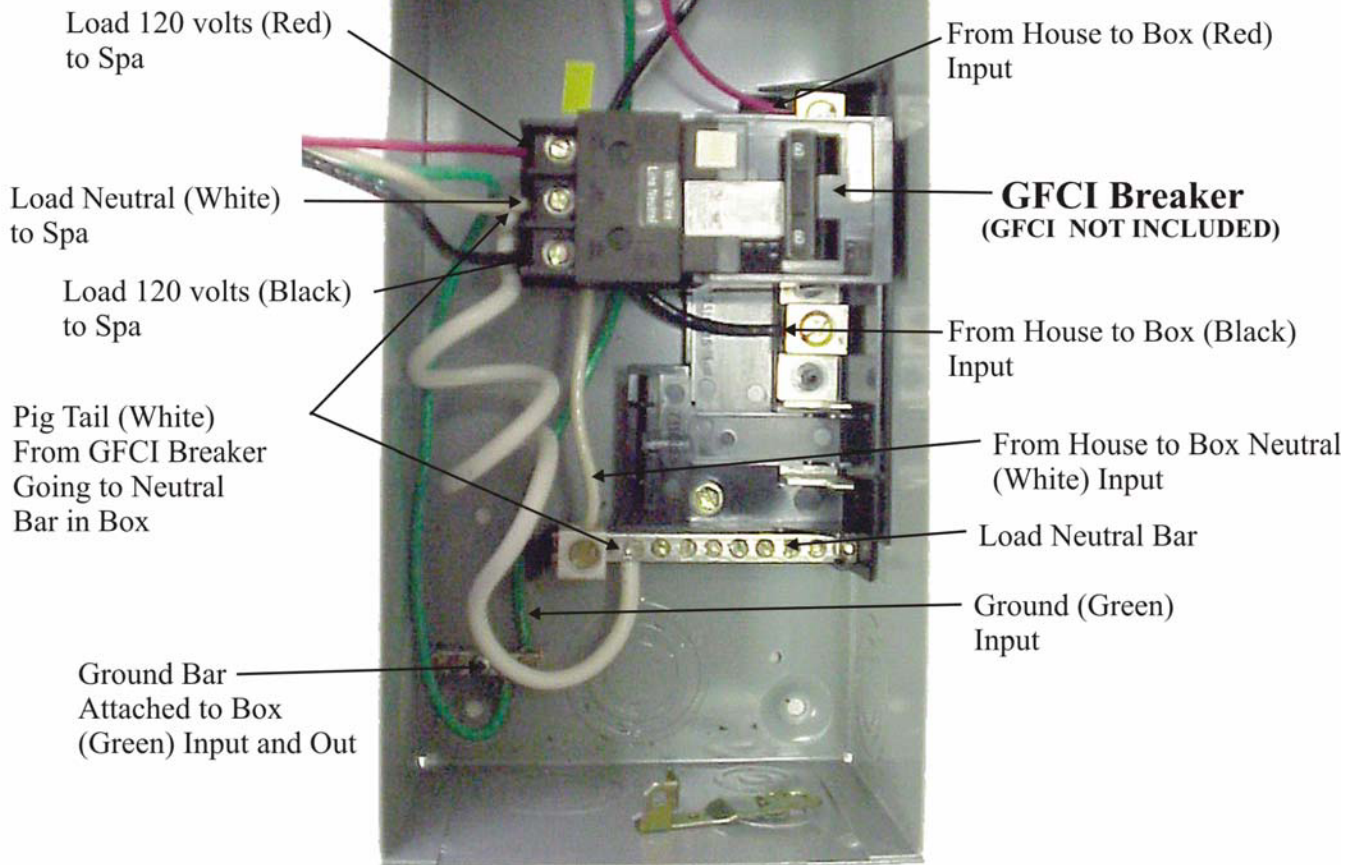 Load 120 volts (Red)
to Spa
From House to Box (Red)
Input
Load Neutral (White)
to Spa
GFCI Breaker
(GFCI NOT INCLUDED)
Load 120 volts (Black)
to Spa
From House to Box (Black)
Input
Pig Tail (White)
From GFCI Breaker
Going to Neutral
Bar in Box
From House to Box Neutral
(White) Input
Load Neutral Bar
Ground (Green)
Input
Ground Bar
Attached to Box
(Green) Input and Out
60
60